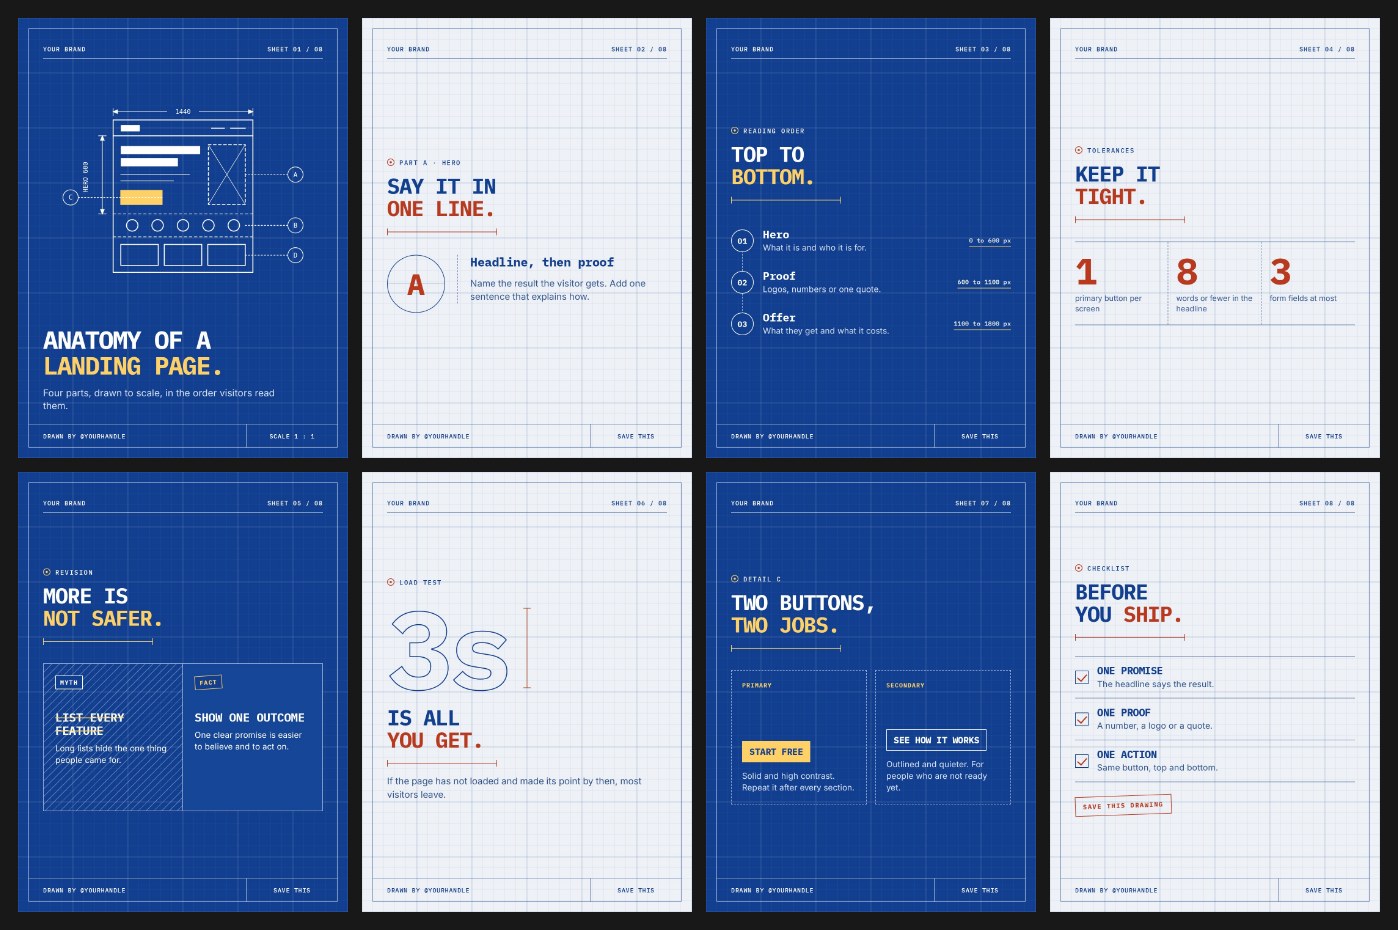 YOUR BRAND
SHEET 01 / 08
1440
HERO 600
A
C
B
D
ANATOMY OF A
LANDING PAGE.
Four parts, drawn to scale, in the order visitors read
them.
DRAWN BY @YOURHANDLE
SCALE 1 : 1
YOUR BRAND
SHEET 02 / 08
PART A - HERO
SAY IT IN
ONE LINE.
A
Headline, then proof
Name the result the visitor gets. Add one
sentence that explains how.
DRAWN BY @YOURHANDLE
SAVE THIS
YOUR BRAND
SHEET 03 / 08
READING ORDER
TOP TO
BOTTOM.
01
Hero
What it is and who it is for.
0 to 600 px
02
Proof
Logos, numbers or one quote.
600 to 1100 px
03
Offer
What they get and what it costs.
1100 to 1800 px
DRAWN BY @YOURHANDLE
SAVE THIS
YOUR BRAND
SHEET 04 / 08
TOLERANCES
KEEP IT
TIGHT.
1
primary button per
screen
8
words or fewer in the
headline
3
form fields at most
DRAWN BY @YOURHANDLE
SAVE THIS
YOUR BRAND
SHEET 05 / 08
REVISION
MORE IS
NOT SAFER.
MYTH
LIST EVERY
FEATURE
Long lists hide the one thing
people came for.
FACT
SHOW ONE OUTCOME
One clear promise is easier
to believe and to act on.
DRAWN BY @YOURHANDLE
SAVE THIS
YOUR BRAND
SHEET 06 / 08
LOAD TEST
3s
IS ALL
YOU GET.
If the page has not loaded and made its point by then, most
visitors leave.
DRAWN BY @YOURHANDLE
SAVE THIS
YOUR BRAND
SHEET 07 / 08
DETAIL C
TWO BUTTONS,
TWO JOBS.
PRIMARY
START FREE
Solid and high contrast.
Repeat it after every section.
SECONDARY
SEE HOW IT WORKS
Outlined and quieter. For
people who are not ready
yet.
DRAWN BY @YOURHANDLE
SAVE THIS
YOUR BRAND
SHEET 08 / 08
CHECKLIST
BEFORE
YOU SHIP.
ONE PROMISE
The headline says the result.
ONE PROOF
A number, a logo or a quote.
ONE ACTION
Same button, top and bottom.
SAVE THIS DRAWING
DRAWN BY @YOURHANDLE
SAVE THIS